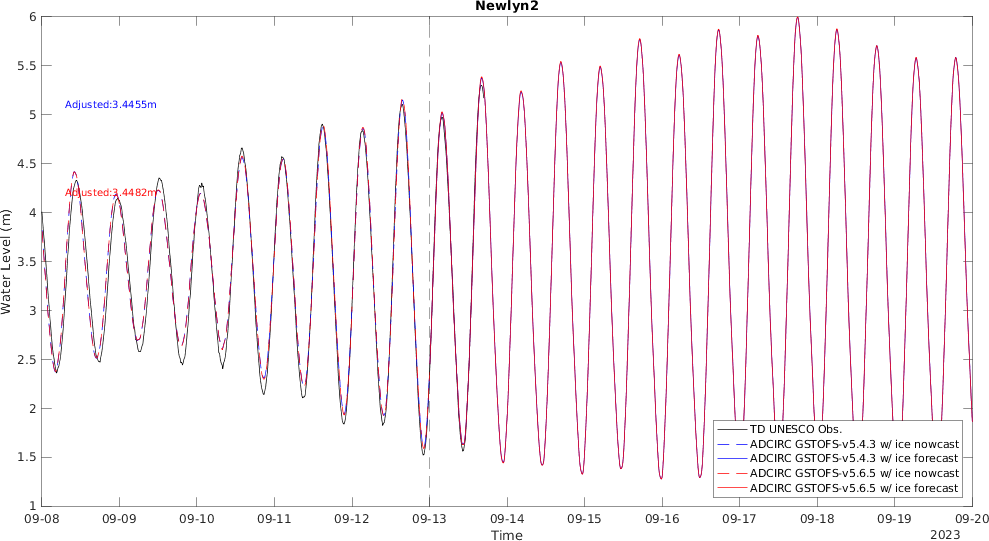 Newlyn2
6
5.5
5
4.5
4
3.5
3
2.5
2
1.5
1
Water Level (m)
Adjusted:3.4455m
Adjusted:3.4482m
TD UNESCO Obs.
ADCIRC GSTOFS-v5.4.3 w/ ice nowcast
ADCIRC GSTOFS-v5.4.3 w/ ice forecast
ADCIRC GSTOFS-v5.6.5 w/ ice nowcast
ADCIRC GSTOFS-v5.6.5 w/ ice forecast
09-08 09-09 09-10 09-11 09-12 09-13 09-14 09-15 09-16 09-17 09-18 09-19 09-20
Time
2023